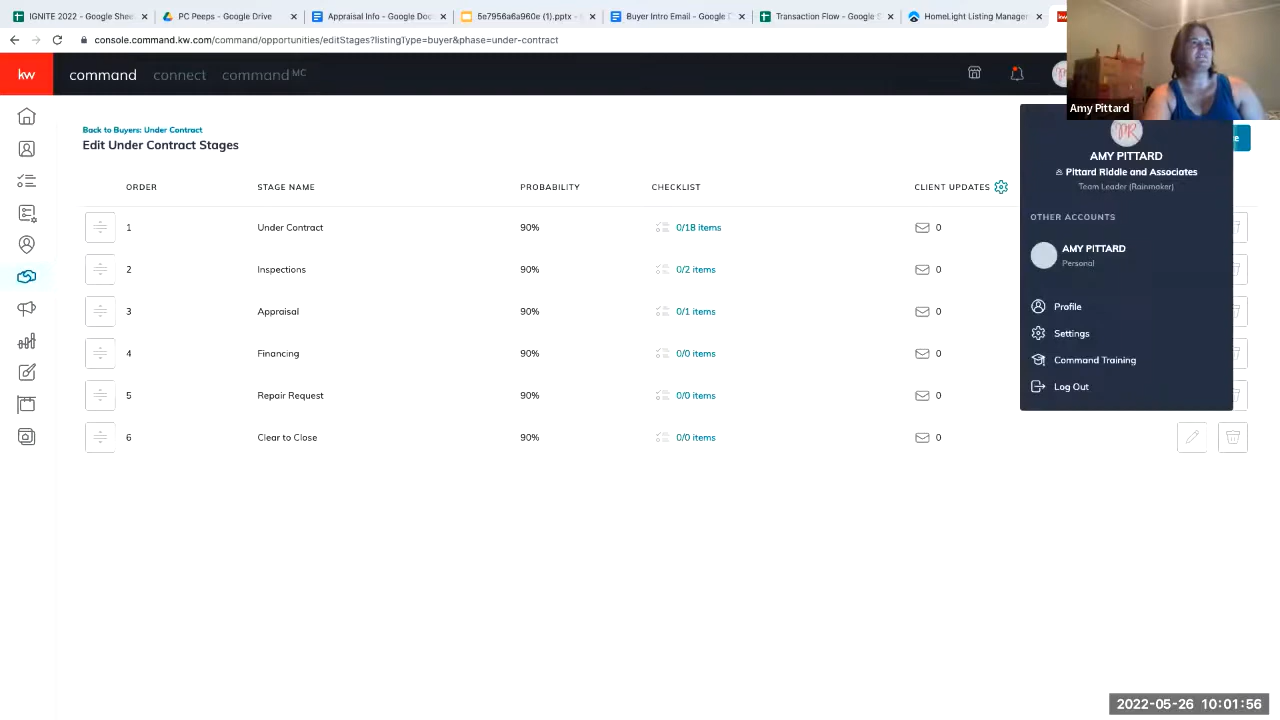 IGNITE 2022 - Google Shee
PC Peeps - Google Drive
Appraisal Info - Google Doc
5e7956a6a960e (1).pptx -
Buyer Intro Email - Google D
Transaction Flow - Google S
HomeLight Listing Manager
kw
console.command.kw.com/command/opportunities/editStages?listingType=buyer&phase=under-contract
kw
command
connect
command MC
Amy Pittard
PR
Back to Buyers: Under Contract
Edit Under Contract Stages
AMY PITTARD
Pittard Riddle and Associates
Team Leader (Rainmaker)
ORDER STAGE NAME PROBABILITY CHECKLIST CLIENT UPDATES
OTHER ACCOUNTS
1 Under Contract 90% 0/18 items 0
AMY PITTARD
Personal
2 Inspections 90% 0/2 items 0
3 Appraisal 90% 0/1 items 0
Profile
Settings
4 Financing 90% 0/0 items 0
Command Training
Log Out
5 Repair Request 90% 0/0 items 0
6 Clear to Close 90% 0/0 items 0
2022-05-26 10:01:56